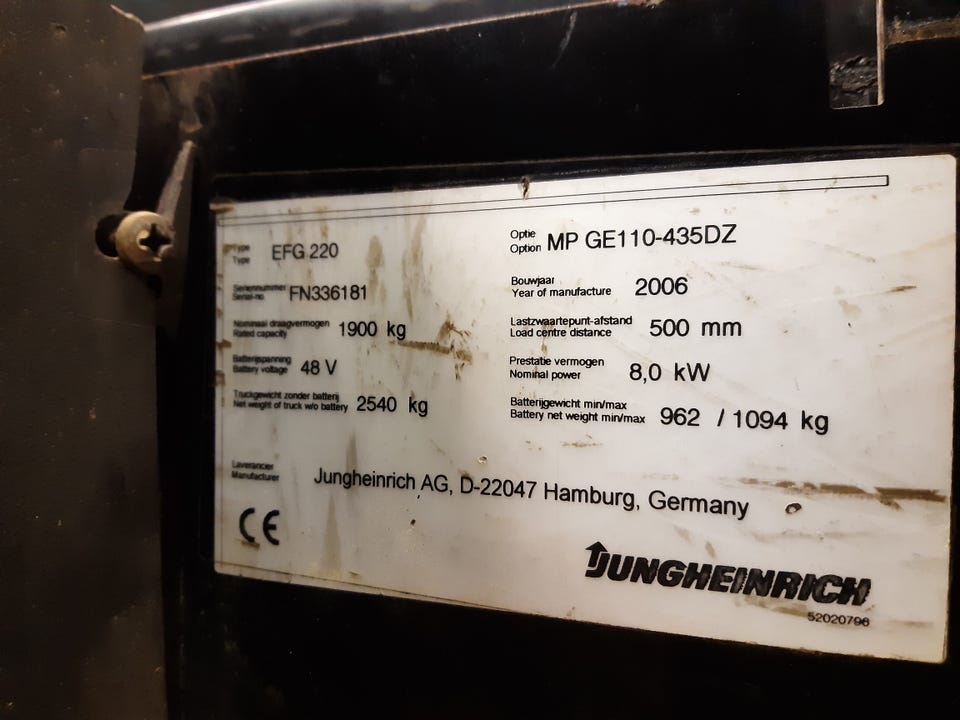 Type
Type EFG 220
Serienummer
Serial-no. FN336181
Nominaal draagvermogen
Rated capacity 1900 kg
Batterijspanning
Battery voltage 48 V
Truckgewicht zonder batterij
Net weight of truck w/o battery 2540 kg
Optie
Option MP GE110-435DZ
Bouwjaar
Year of manufacture 2006
Lastzwaartepunt-afstand
Load centre distance 500 mm
Prestatie vermogen
Nominal power 8,0 kW
Batterijgewicht min/max
Battery net weight min/max 962 / 1094 kg
Leverancier
Manufacturer Jungheinrich AG, D-22047 Hamburg, Germany
CE
JUNGHEINRICH
52020796